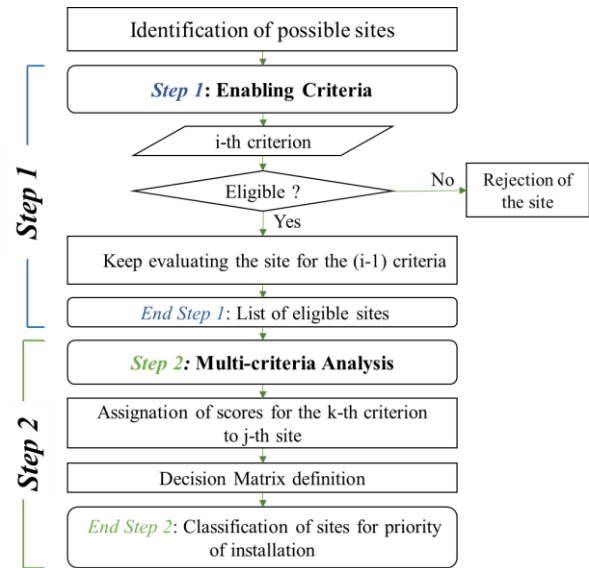 Identification of possible sites
Step 1: Enabling Criteria
i-th criterion
Eligible ?
No
Rejection of
the site
Yes
Keep evaluating the site for the (i-1) criteria
End Step 1: List of eligible sites
Step 1
Step 2: Multi-criteria Analysis
Assignation of scores for the k-th criterion
to j-th site
Decision Matrix definition
End Step 2: Classification of sites for priority
of installation
Step 2